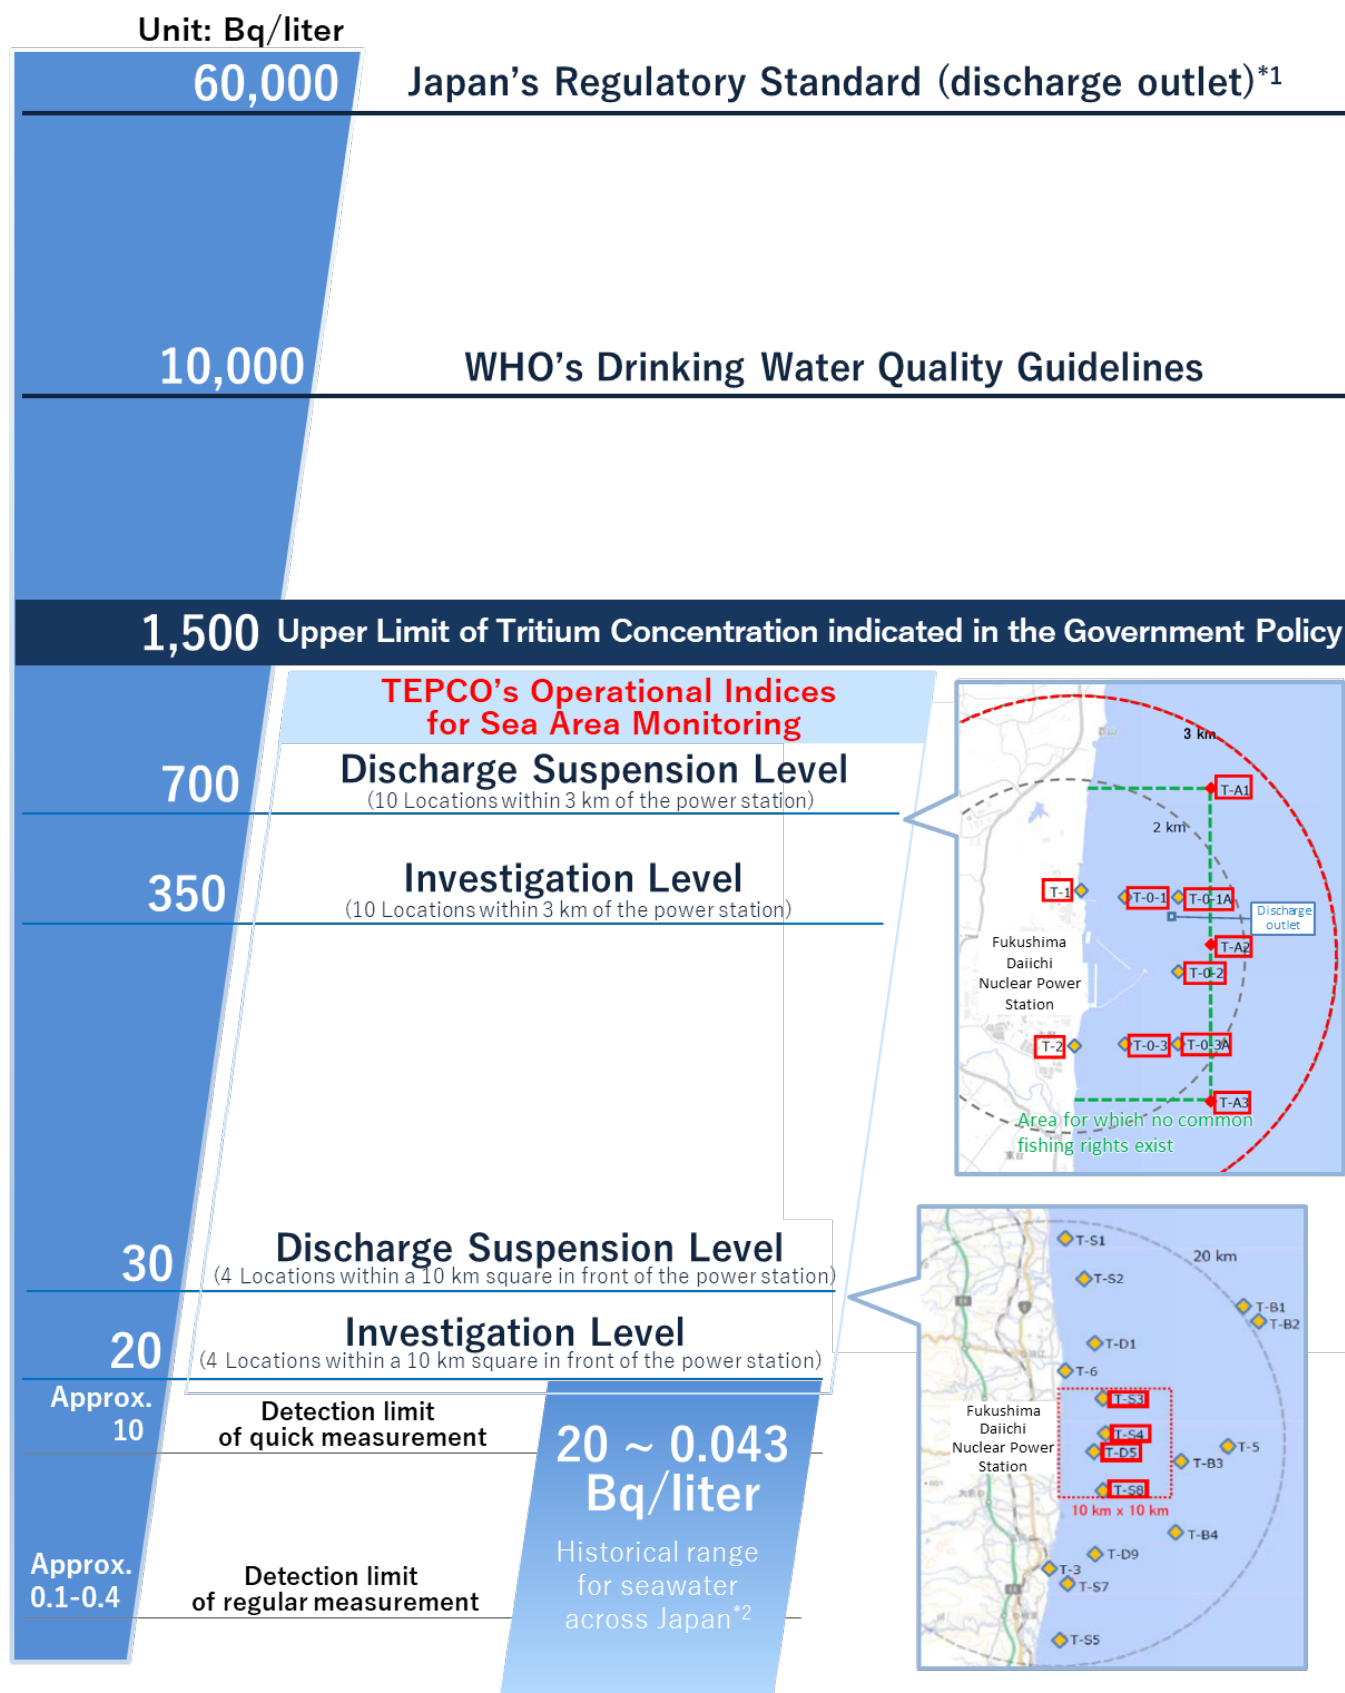 Unit: Bq/liter
60,000
Japan's Regulatory Standard (discharge outlet)*1
10,000
WHO's Drinking Water Quality Guidelines
1,500
Upper Limit of Tritium Concentration indicated in the Government Policy
TEPCO's Operational Indices
for Sea Area Monitoring
700
Discharge Suspension Level
(10 Locations within 3 km of the power station)
350
Investigation Level
(10 Locations within 3 km of the power station)
3 km
T-A1
2 km
T-1
T-0-1
T-0-1A
Discharge
outlet
T-A2
Fukushima
Daiichi
Nuclear Power
Station
T-0-2
T-2
T-0-3
T-0-3A
T-A3
Area for which no common
fishing rights exist
30
Discharge Suspension Level
(4 Locations within a 10 km square in front of the power station)
20
Investigation Level
(4 Locations within a 10 km square in front of the power station)
Approx.
10
Detection limit
of quick measurement
20 ~ 0.043
Bq/liter
Historical range
for seawater
across Japan*2
Approx.
0.1-0.4
Detection limit
of regular measurement
T-S1
20 km
T-S2
T-B1
T-B2
T-D1
T-6
T-S3
Fukushima
Daiichi
Nuclear Power
Station
T-S4
T-D5
T-5
T-B3
T-S8
10 km x 10 km
T-B4
T-D9
T-3
T-S7
T-S5